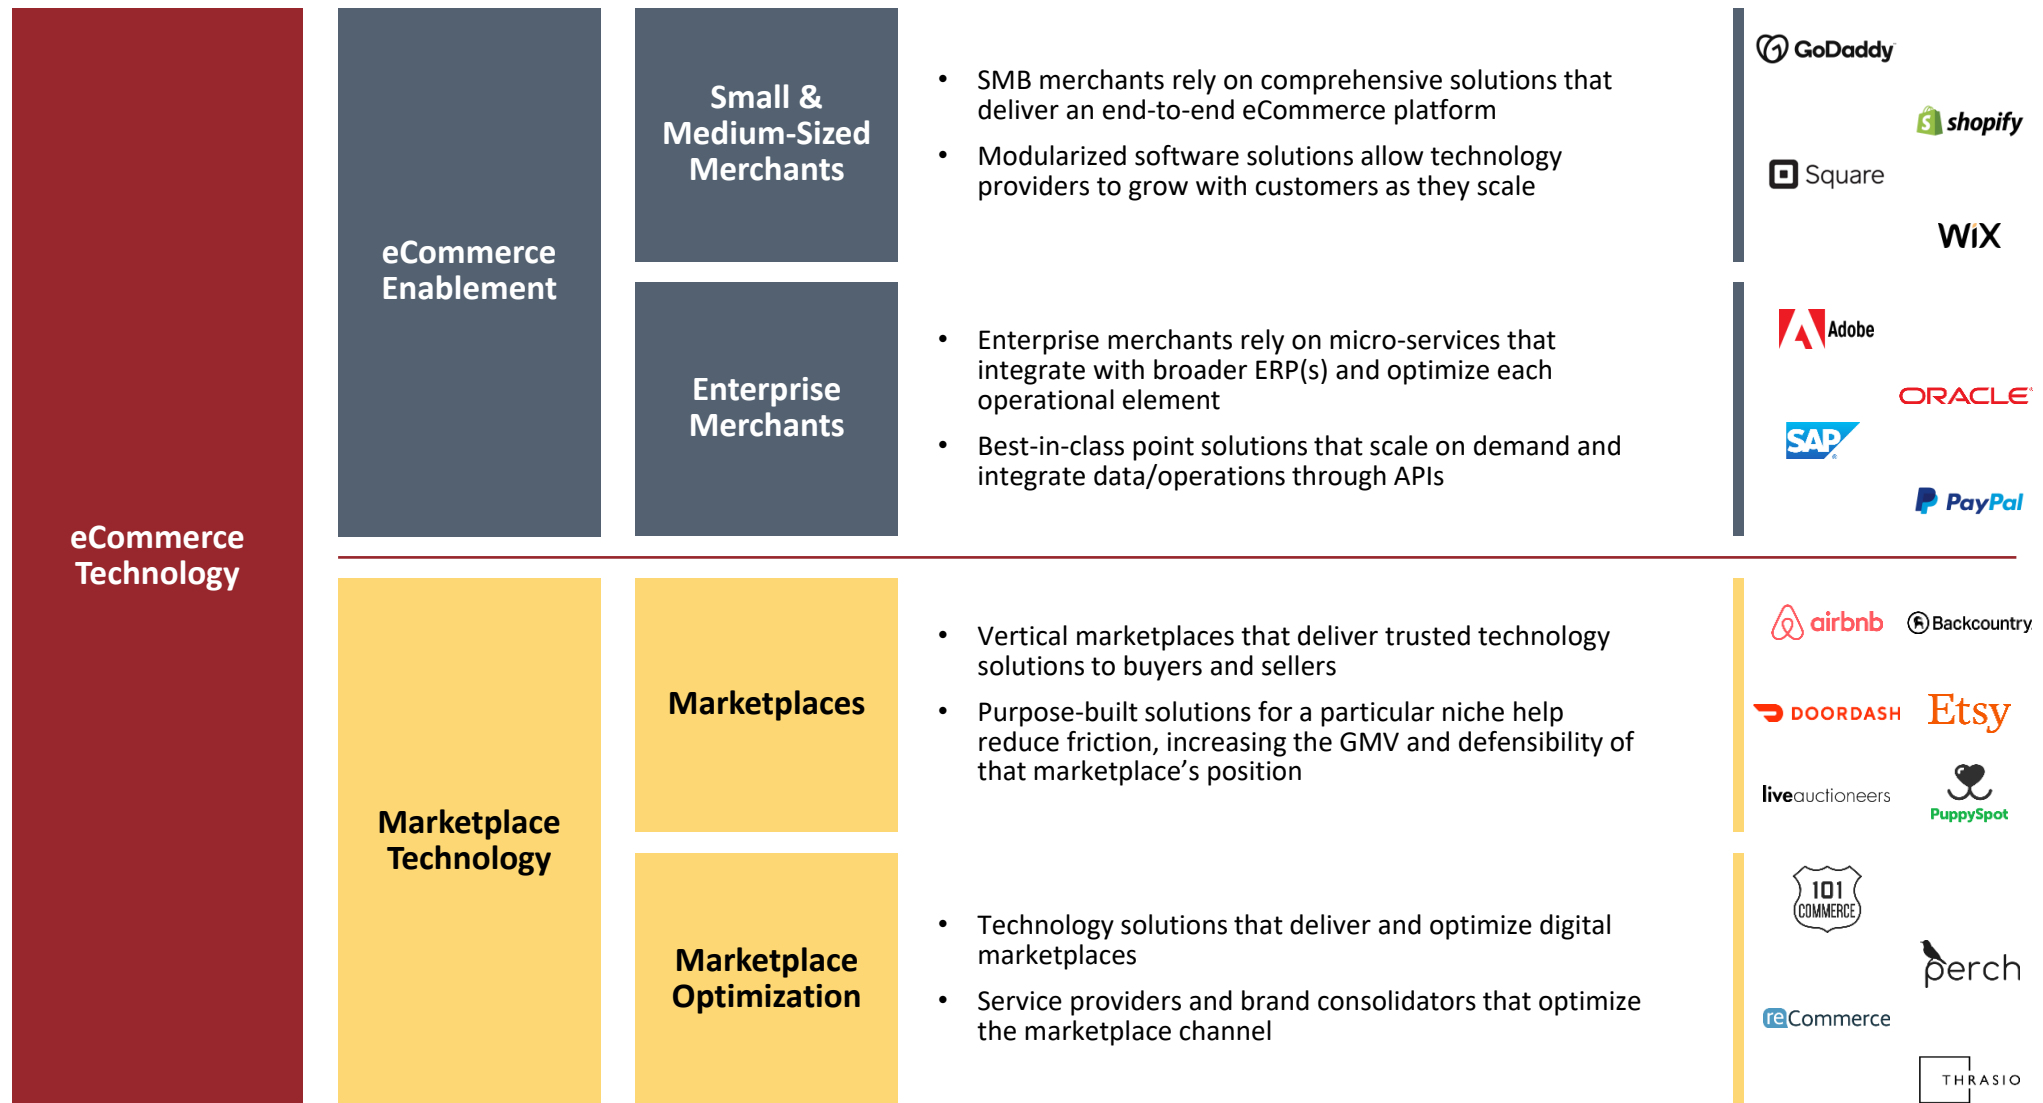 eCommerce
Technology
eCommerce
Enablement
Small &
Medium-Sized
Merchants
• SMB merchants rely on comprehensive solutions that
deliver an end-to-end eCommerce platform
• Modularized software solutions allow technology
providers to grow with customers as they scale
GoDaddy
shopify
Square
WiX
Enterprise
Merchants
• Enterprise merchants rely on micro-services that
integrate with broader ERP(s) and optimize each
operational element
• Best-in-class point solutions that scale on demand and
integrate data/operations through APIs
Adobe
ORACLE
SAP
PayPal
Marketplace
Technology
Marketplaces
• Vertical marketplaces that deliver trusted technology
solutions to buyers and sellers
• Purpose-built solutions for a particular niche help
reduce friction, increasing the GMV and defensibility of
that marketplace’s position
airbnb
Backcountry
DOORDASH
Etsy
liveauctioneers
PuppySpot
Marketplace
Optimization
• Technology solutions that deliver and optimize digital
marketplaces
• Service providers and brand consolidators that optimize
the marketplace channel
101
COMMERCE
perch
reCommerce
THRASIO